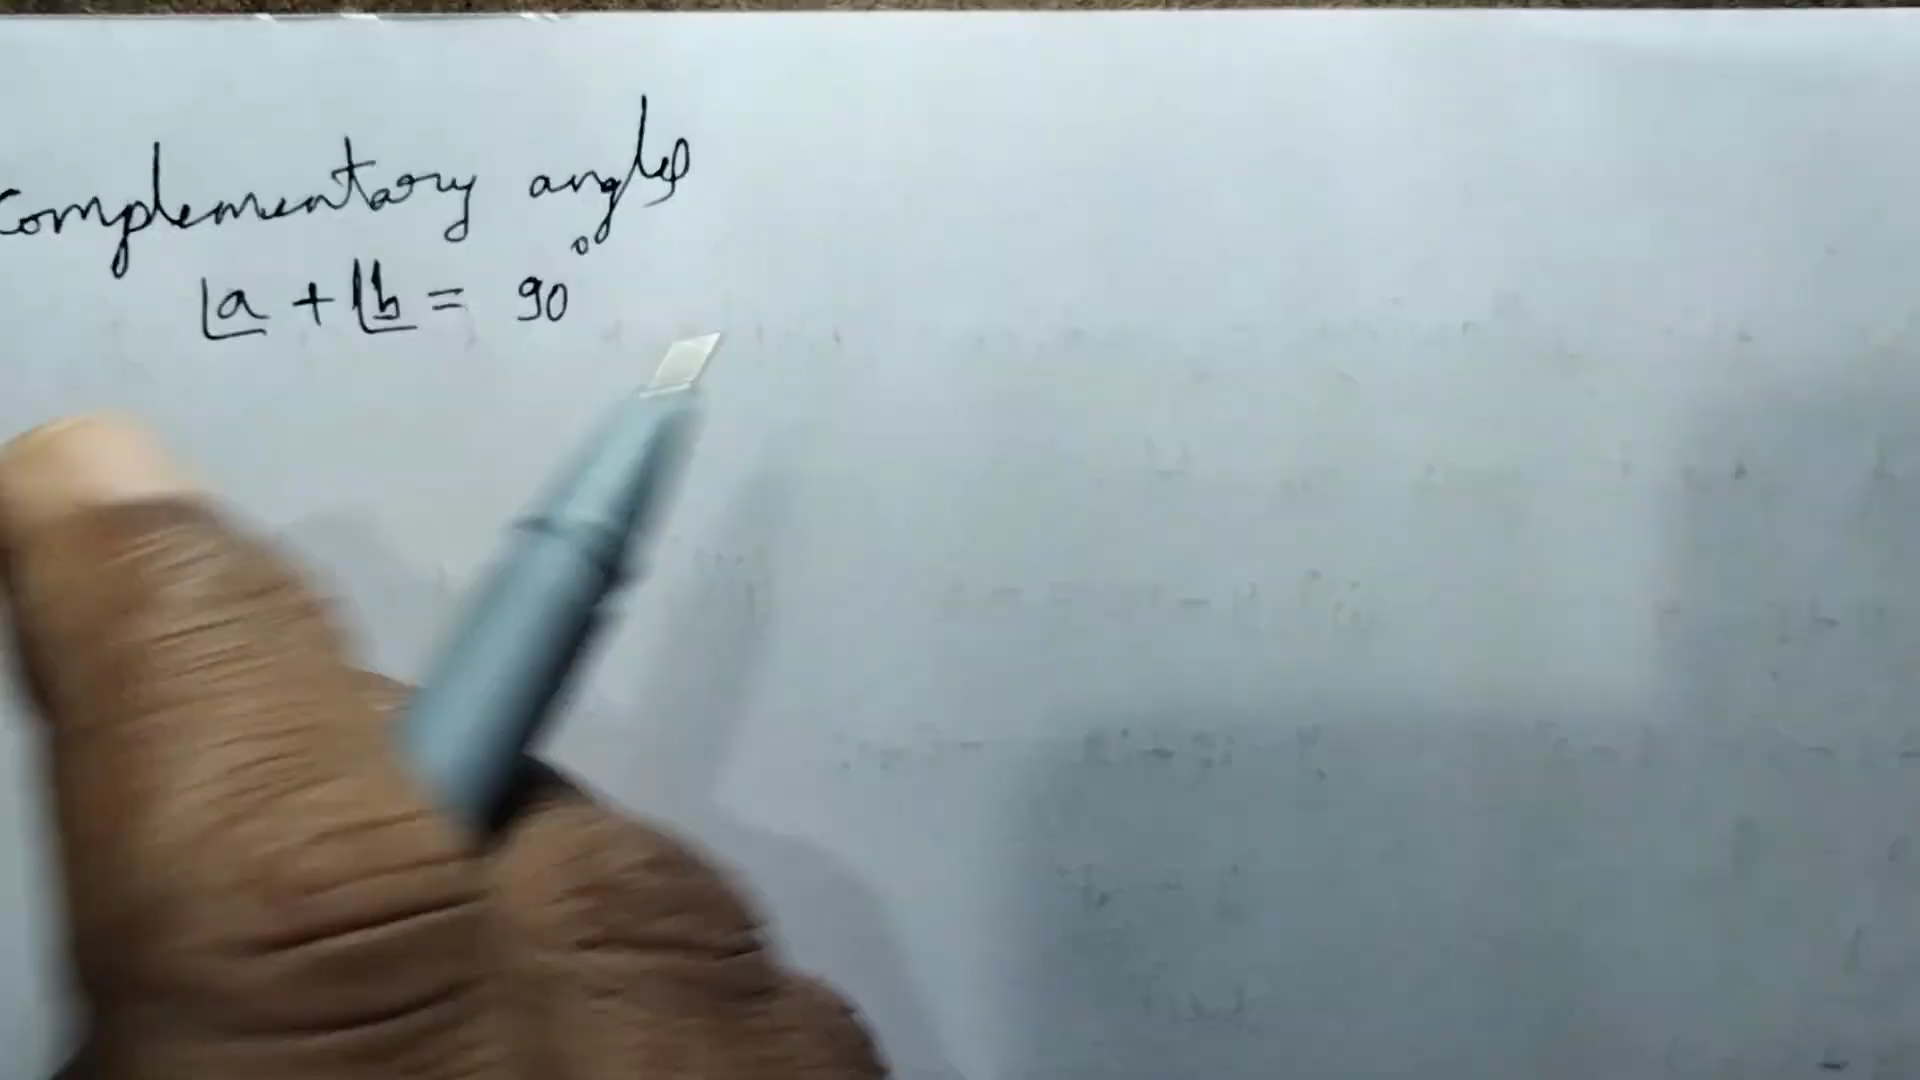 Complementary angles
∠a + ∠b = 90°